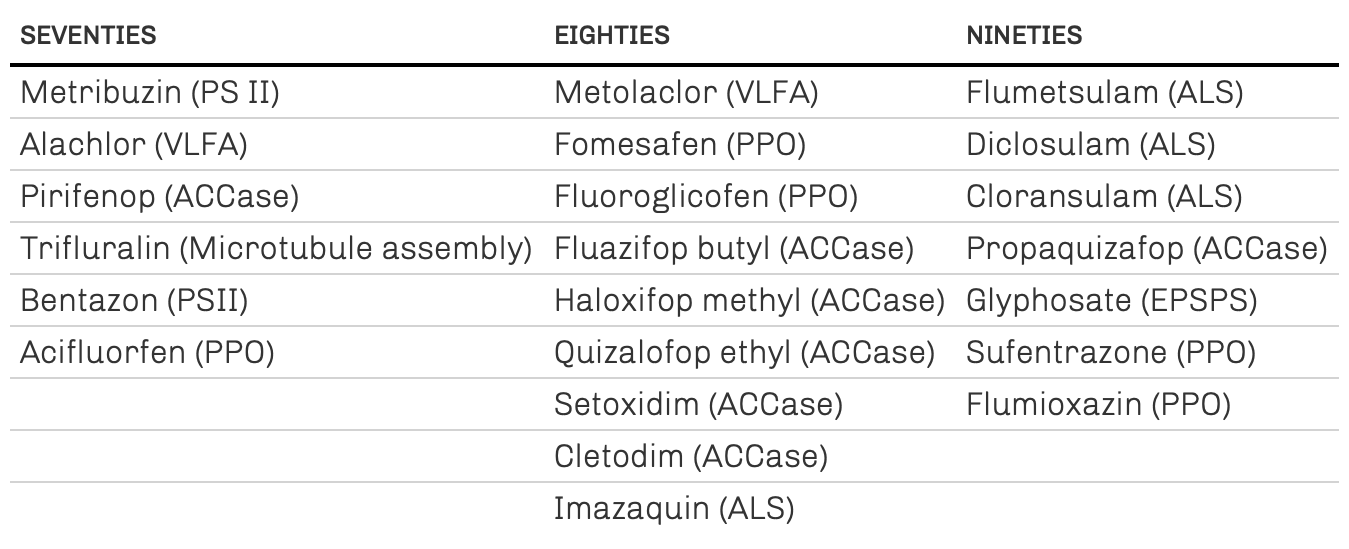 SEVENTIES EIGHTIES NINETIES
Metribuzin (PS II) Metolaclor (VLFA) Flumetsulam (ALS)
Alachlor (VLFA) Fomesafen (PPO) Diclosulam (ALS)
Pirifenop (ACCase) Fluoroglicofen (PPO) Cloransulam (ALS)
Trifluralin (Microtubule assembly) Fluazifop butyl (ACCase) Propaquizafop (ACCase)
Bentazon (PSII) Haloxifop methyl (ACCase) Glyphosate (EPSPS)
Acifluorfen (PPO) Quizalofop ethyl (ACCase) Sufentrazone (PPO)
Setoxidim (ACCase) Flumioxazin (PPO)
Cletodim (ACCase)
Imazaquin (ALS)